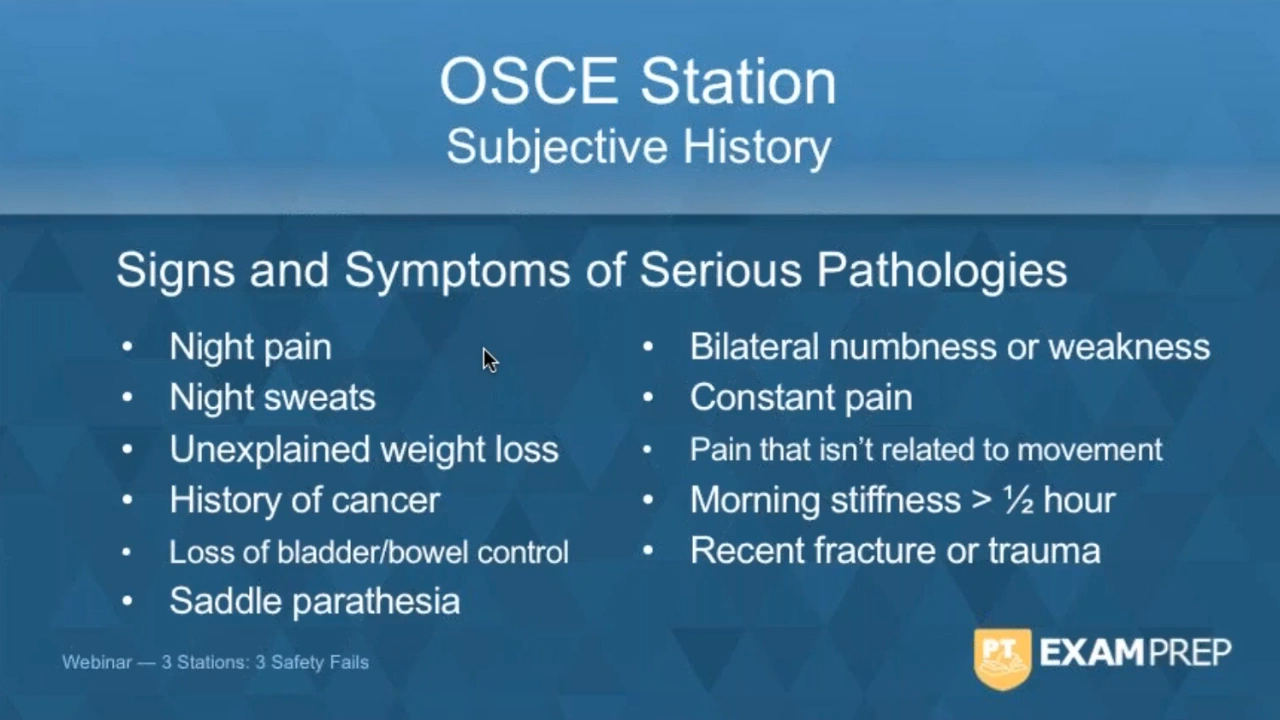 OSCE Station
Subjective History
Signs and Symptoms of Serious Pathologies
• Night pain
• Night sweats
• Unexplained weight loss
• History of cancer
• Loss of bladder/bowel control
• Saddle parathesia
• Bilateral numbness or weakness
• Constant pain
• Pain that isn’t related to movement
• Morning stiffness > ½ hour
• Recent fracture or trauma
Webinar — 3 Stations: 3 Safety Fails
PT EXAMPREP